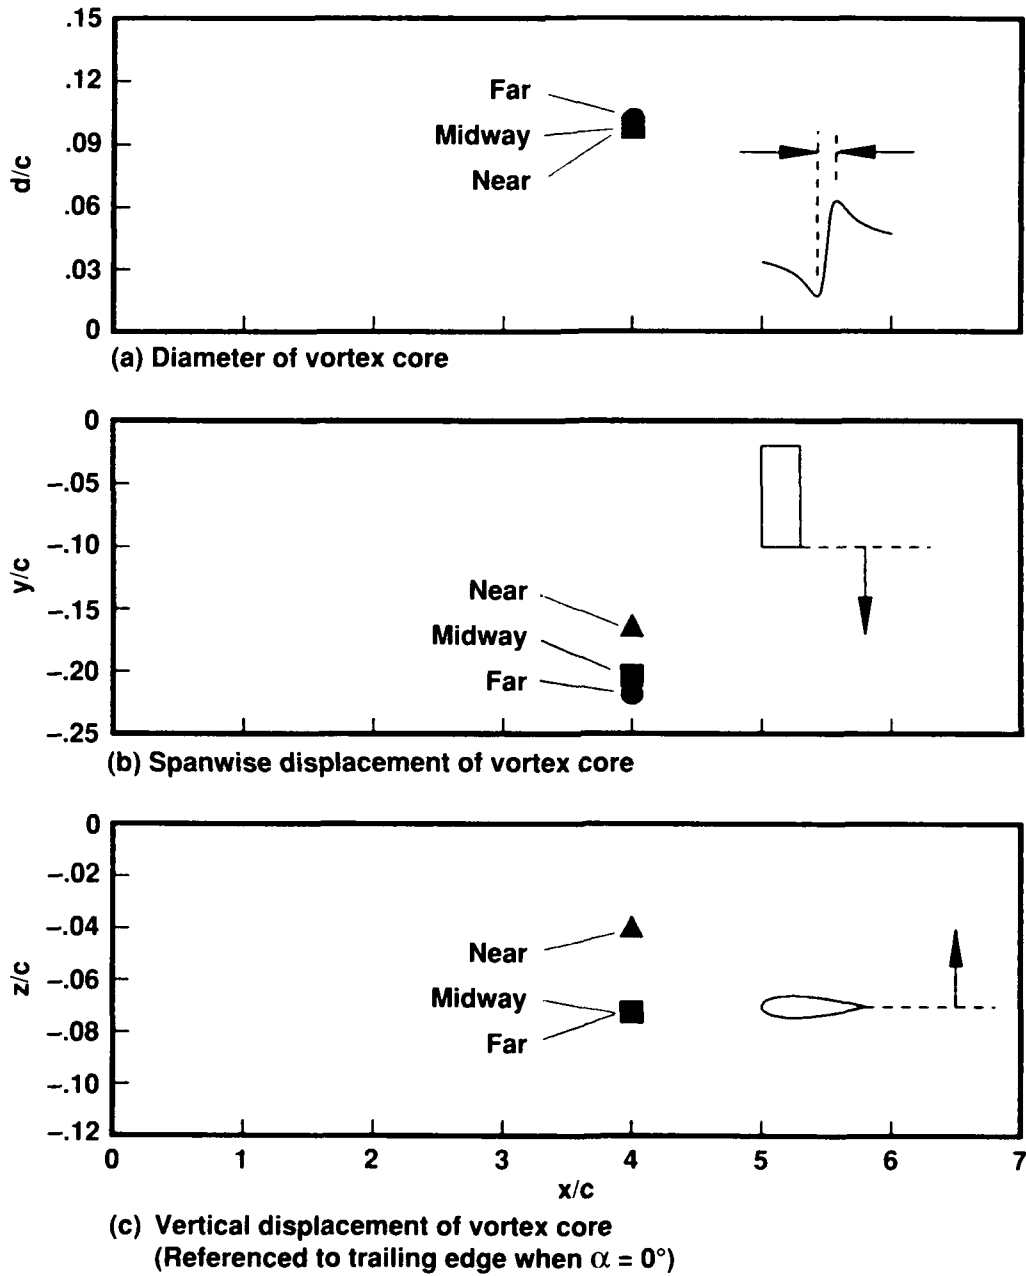 .15
.12
.09
.06
.03
0
d/c
Far
Midway
Near
(a) Diameter of vortex core
0
-.05
-.10
-.15
-.20
-.25
y/c
Near
Midway
Far
(b) Spanwise displacement of vortex core
0
-.02
-.04
-.06
-.08
-.10
-.12
z/c
Near
Midway
Far
0 1 2 3 4 5 6 7
x/c
(c) Vertical displacement of vortex core
(Referenced to trailing edge when α = 0°)